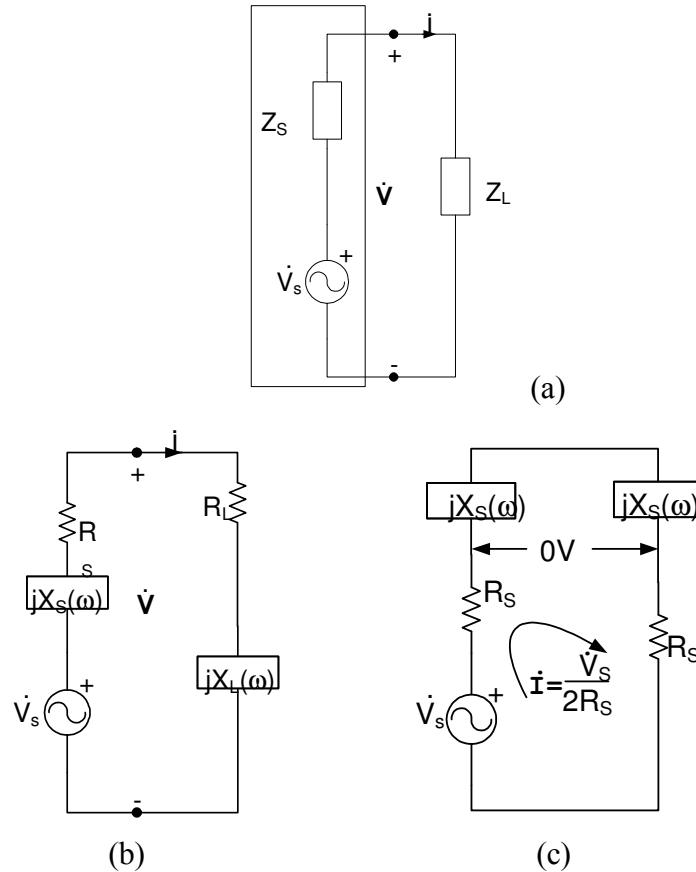 i
+
Z_S
V̇
Z_L
+
V̇_s
-
(a)
i
+
R_L
R
S
jX_S(ω)
V̇
jX_L(ω)
+
V̇_s
-
(b)
jX_S(ω) jX_S(ω)
0V
R_S
R_S
İ=V̇_S/2R_S
V̇_s
+
(c)